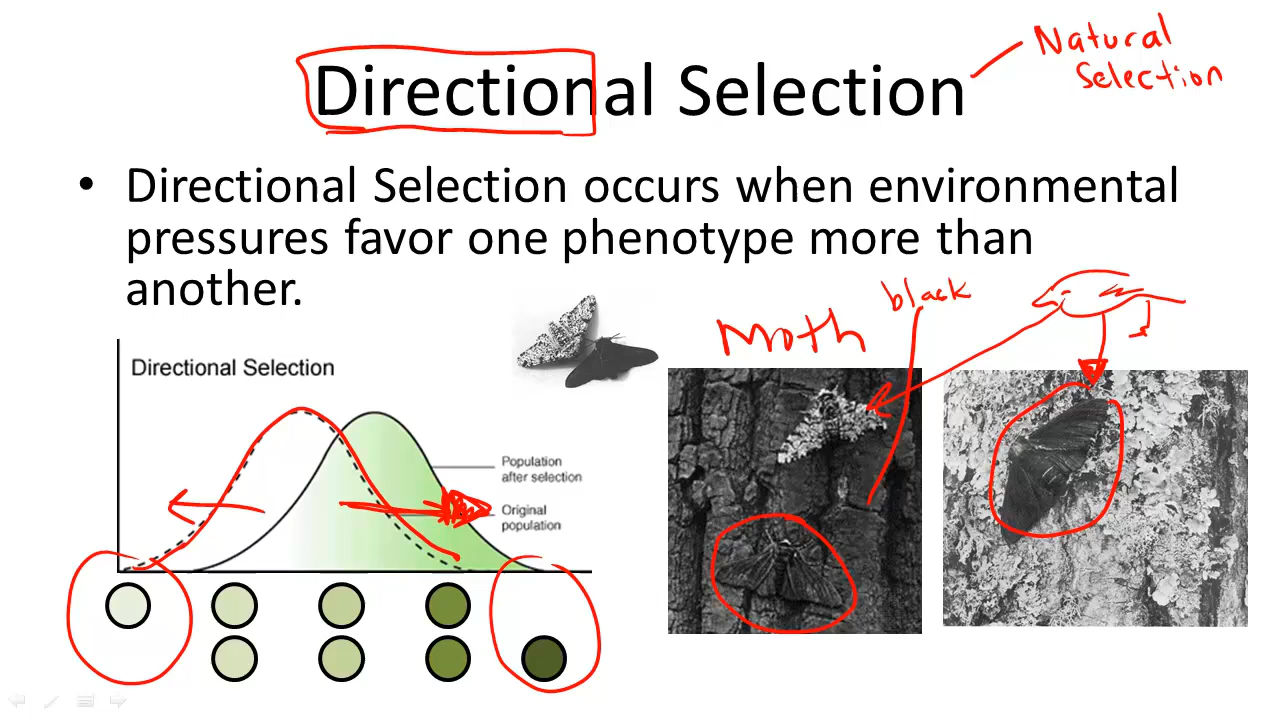 Directional Selection
Natural
Selection
• Directional Selection occurs when environmental
pressures favor one phenotype more than
another.
Moth
black
Directional Selection
Population
after selection
Original
population